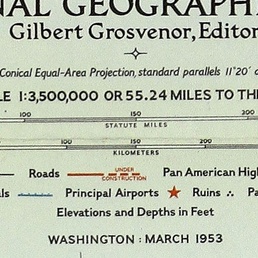 NAL GEOGRAPH
Gilbert Grosvenor, Editor
Conical Equal-Area Projection, standard parallels 11°20'
LE 1:3,500,000 OR 55.24 MILES TO THE
100 150 200
STATUTE MILES
100 150 200
KILOMETERS
Roads UNDER CONSTRUCTION Pan American High
als Principal Airports Ruins Pa
Elevations and Depths in Feet
WASHINGTON : MARCH 1953